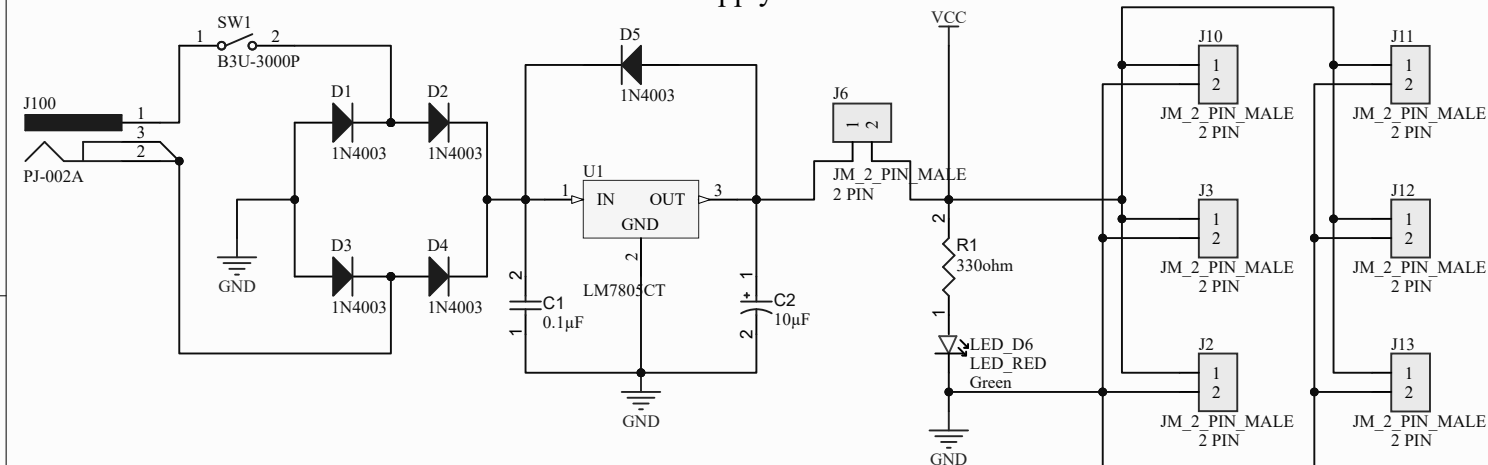 pply
SW1
1
2
B3U-3000P
J100
1
3
2
PJ-002A
D1
1N4003
D2
1N4003
D3
1N4003
D4
1N4003
GND
D5
1N4003
U1
1
IN
OUT
3
GND
2
LM7805CT
2
C1
0.1µF
1
1
+
C2
10µF
2
GND
J6
1
2
JM_2_PIN_MALE
2 PIN
VCC
2
R1
330ohm
1
LED_D6
LED_RED
Green
GND
J10
1
2
JM_2_PIN_MALE
2 PIN
J11
1
2
JM_2_PIN_MALE
2 PIN
J3
1
2
JM_2_PIN_MALE
2 PIN
J12
1
2
JM_2_PIN_MALE
2 PIN
J2
1
2
JM_2_PIN_MALE
2 PIN
J13
1
2
JM_2_PIN_MALE
2 PIN